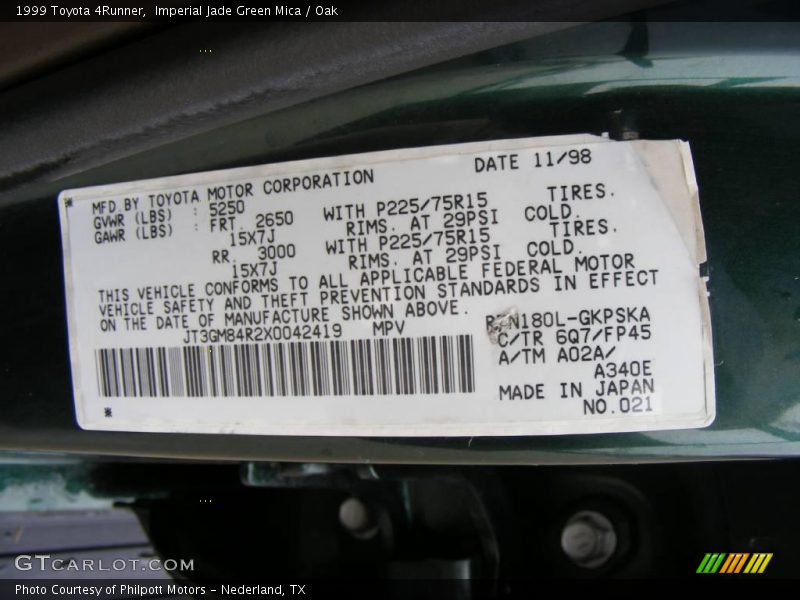 1999 Toyota 4Runner, Imperial Jade Green Mica / Oak
DATE 11/98
MFD BY TOYOTA MOTOR CORPORATION
GVWR (LBS) : 5250
GAWR (LBS) : FRT. 2650 WITH P225/75R15 TIRES.
15X7J RIMS. AT 29PSI COLD.
RR. 3000 WITH P225/75R15 TIRES.
15X7J RIMS. AT 29PSI COLD.
THIS VEHICLE CONFORMS TO ALL APPLICABLE FEDERAL MOTOR
VEHICLE SAFETY AND THEFT PREVENTION STANDARDS IN EFFECT
ON THE DATE OF MANUFACTURE SHOWN ABOVE.
JT3GM84R2X0042419 MPV
N180L-GKPSKA
C/TR 6Q7/FP45
A/TM A02A/
A340E
MADE IN JAPAN
NO.021
GTCARLOT.COM
Photo Courtesy of Philpott Motors - Nederland, TX